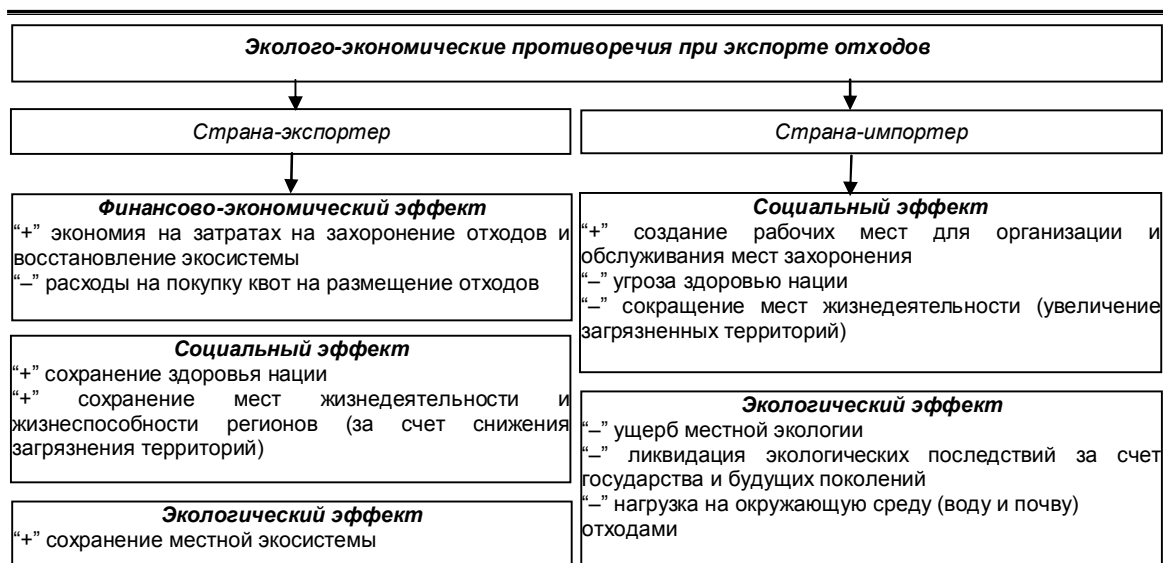 Эколого-экономические противоречия при экспорте отходов
Страна-экспортер
Страна-импортер
Финансово-экономический эффект
“+” экономия на затратах на захоронение отходов и
восстановление экосистемы
“–” расходы на покупку квот на размещение отходов
Социальный эффект
“+” сохранение здоровья нации
“+” сохранение мест жизнедеятельности и
жизнеспособности регионов (за счет снижения
загрязнения территорий)
Экологический эффект
“+” сохранение местной экосистемы
Социальный эффект
“+” создание рабочих мест для организации и
обслуживания мест захоронения
“–” угроза здоровью нации
“–” сокращение мест жизнедеятельности (увеличение
загрязненных территорий)
Экологический эффект
“–” ущерб местной экологии
“–” ликвидация экологических последствий за счет
государства и будущих поколений
“–” нагрузка на окружающую среду (воду и почву)
отходами